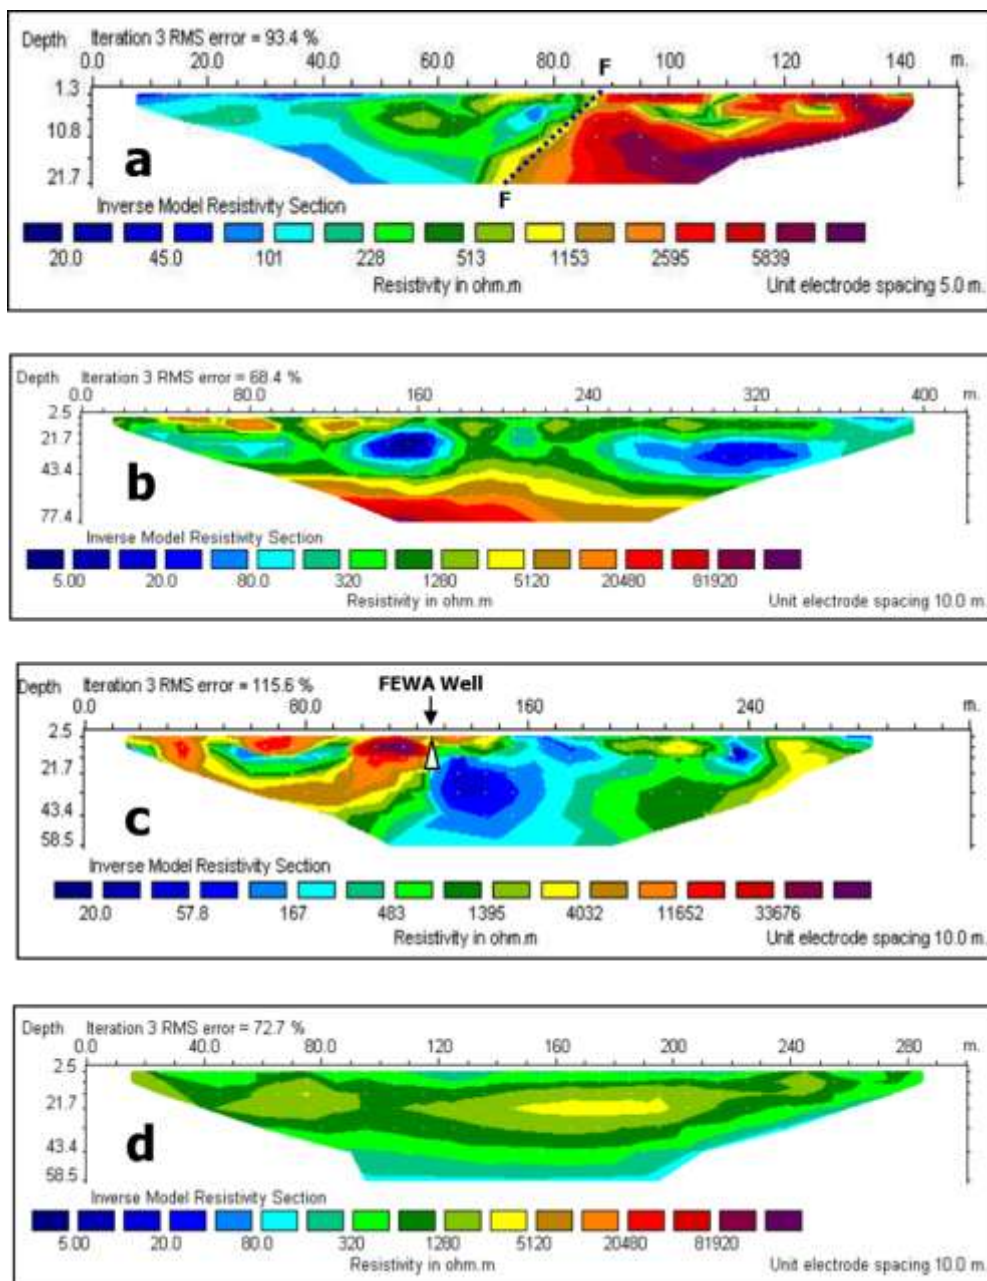 Depth Iteration 3 RMS error = 93.4 %
0.0 20.0 40.0 60.0 80.0 F 100 120 140 m.
1.3
10.8
21.7
a
F
Inverse Model Resistivity Section
20.0 45.0 101 228 513 1153 2595 5839
Resistivity in ohm.m Unit electrode spacing 5.0 m.
Depth Iteration 3 RMS error = 68.4 %
0.0 80.0 160 240 320 400 m.
2.5
21.7
43.4
77.4
b
Inverse Model Resistivity Section
5.00 20.0 80.0 320 1280 5120 20480 81920
Resistivity in ohm.m Unit electrode spacing 10.0 m.
Depth Iteration 3 RMS error = 115.6 % FEWA Well
0.0 80.0 160 240 m.
2.5
21.7
43.4
58.5
c
Inverse Model Resistivity Section
20.0 57.8 167 483 1395 4032 11652 33676
Resistivity in ohm.m Unit electrode spacing 10.0 m.
Depth Iteration 3 RMS error = 72.7 %
0.0 40.0 80.0 120 160 200 240 280 m.
2.5
21.7
43.4
58.5
d
Inverse Model Resistivity Section
5.00 20.0 80.0 320 1280 5120 20480 81920
Resistivity in ohm.m Unit electrode spacing 10.0 m.